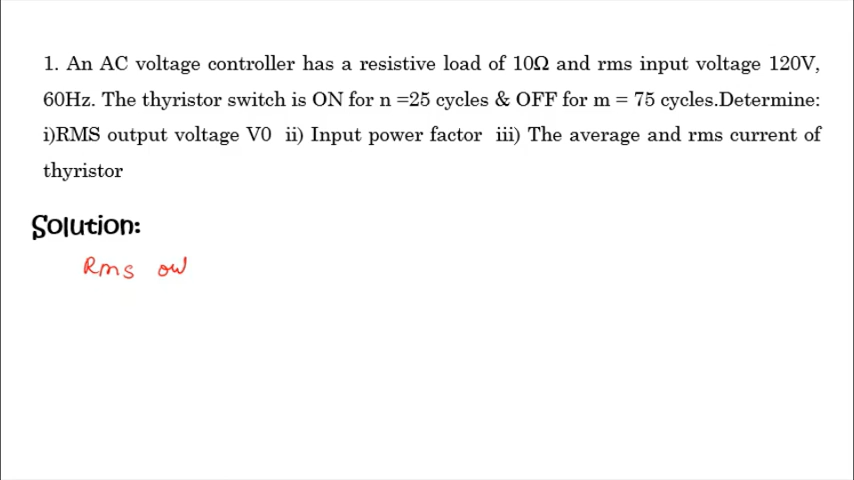 1. An AC voltage controller has a resistive load of 10Ω and rms input voltage 120V,
60Hz. The thyristor switch is ON for n =25 cycles & OFF for m = 75 cycles.Determine:
i)RMS output voltage V0 ii) Input power factor iii) The average and rms current of
thyristor
Solution:
Rms ou